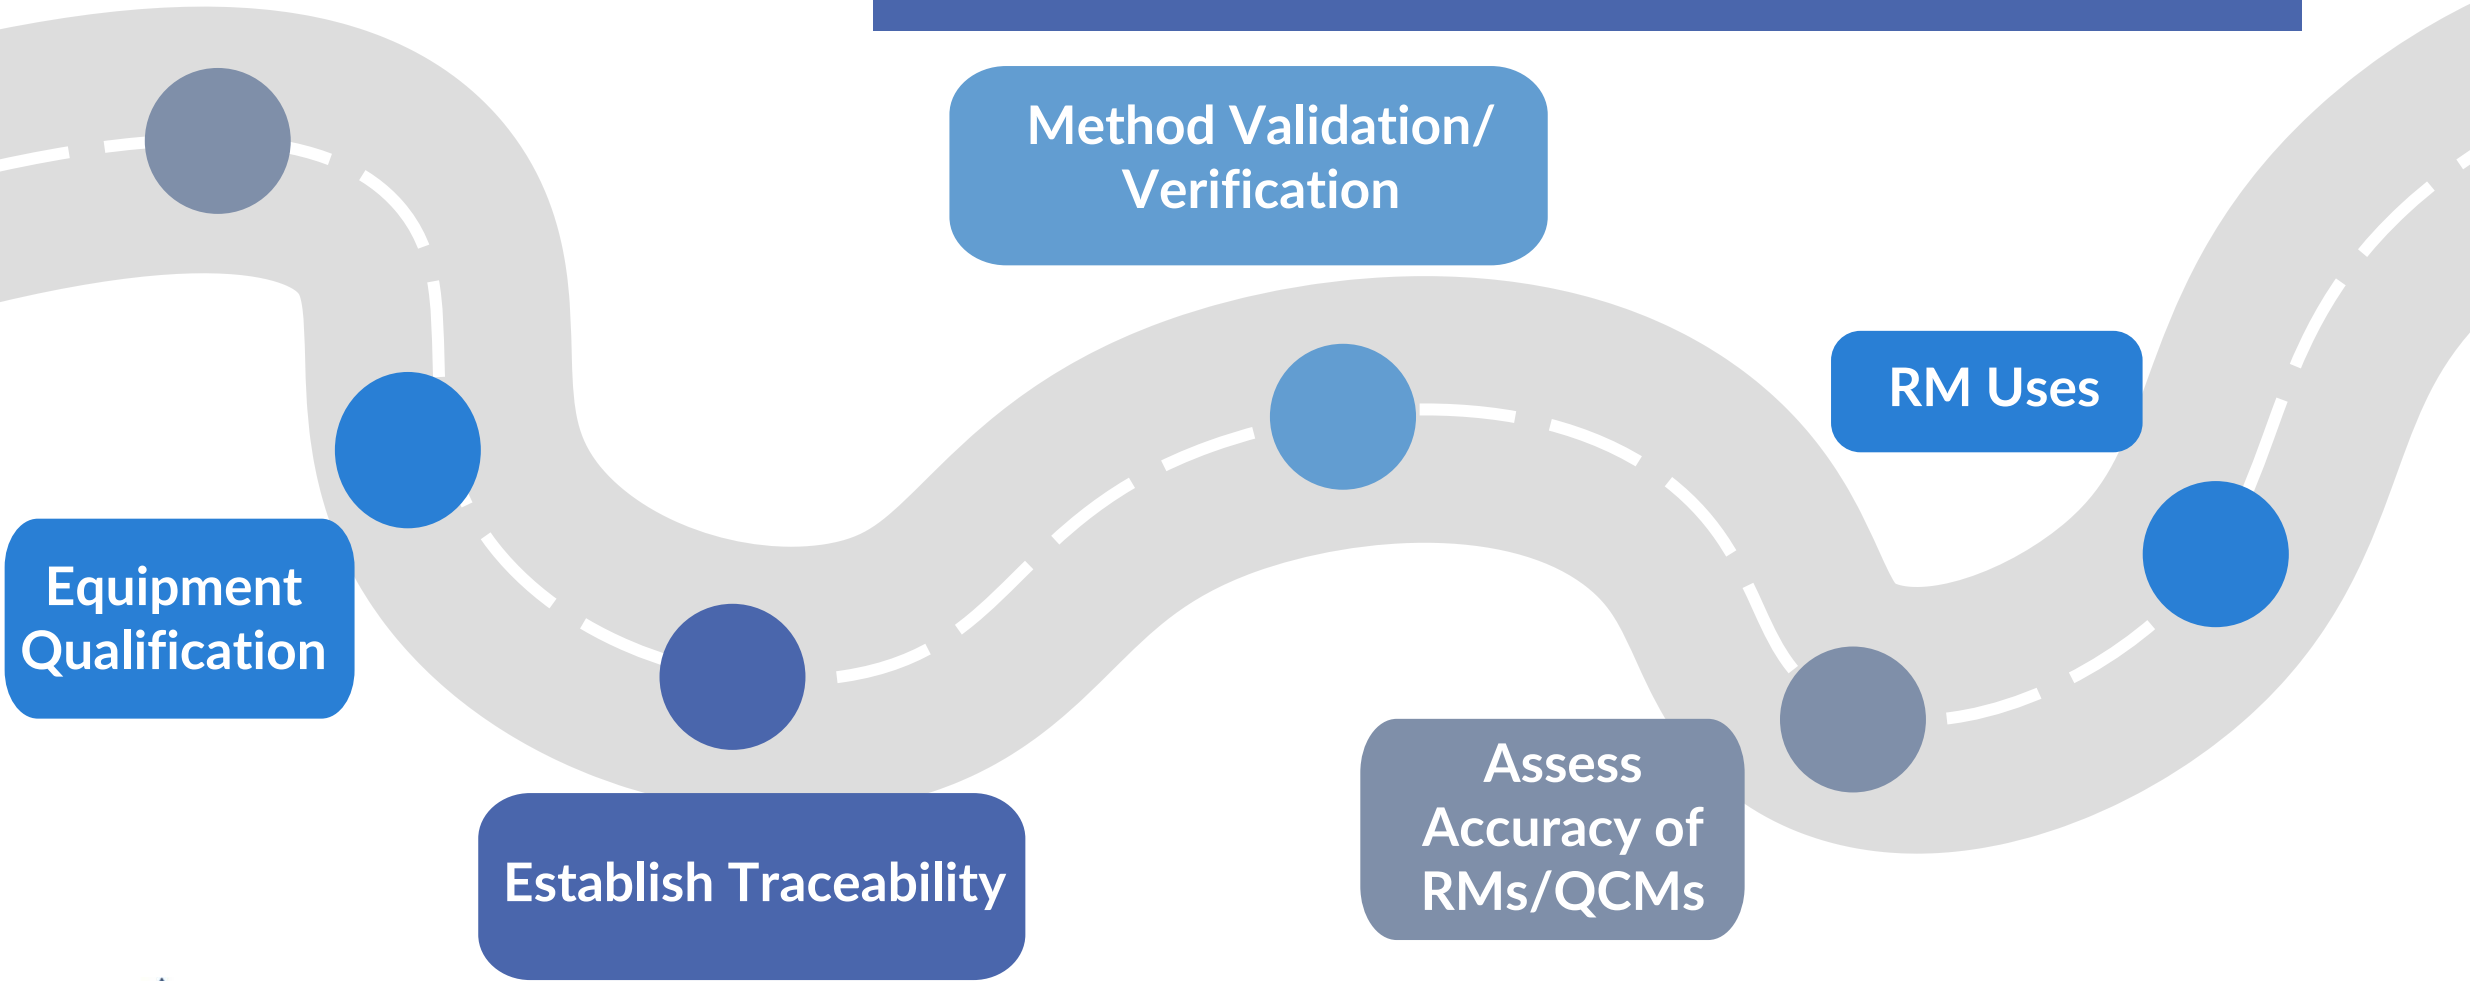 Method Validation/
Verification
RM Uses
Equipment
Qualification
Establish Traceability
Assess
Accuracy of
RMs/QCMs